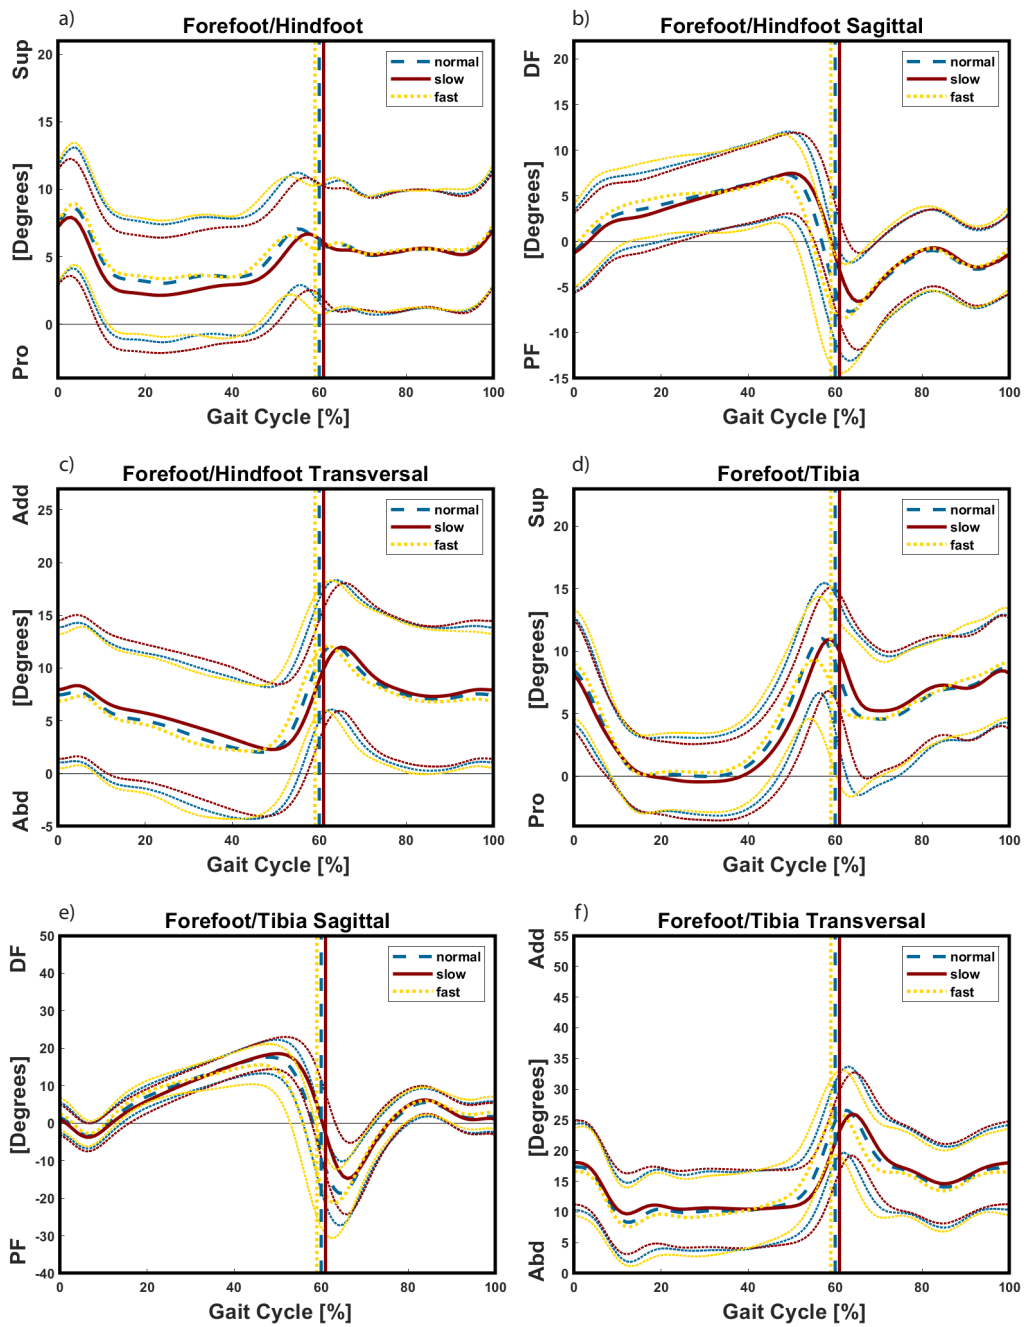 a)
Forefoot/Hindfoot
Sup
[Degrees]
Pro
20
15
10
5
0
normal
slow
fast
0 20 40 60 80 100
Gait Cycle [%]
b)
Forefoot/Hindfoot Sagittal
DF
[Degrees]
PF
20
15
10
5
0
-5
-10
-15
normal
slow
fast
0 20 40 60 80 100
Gait Cycle [%]
c)
Forefoot/Hindfoot Transversal
Add
[Degrees]
Abd
25
20
15
10
5
0
-5
normal
slow
fast
0 20 40 60 80 100
Gait Cycle [%]
d)
Forefoot/Tibia
Sup
[Degrees]
Pro
20
15
10
5
0
normal
slow
fast
0 20 40 60 80 100
Gait Cycle [%]
e)
Forefoot/Tibia Sagittal
DF
[Degrees]
PF
50
40
30
20
10
0
-10
-20
-30
-40
normal
slow
fast
0 20 40 60 80 100
Gait Cycle [%]
f)
Forefoot/Tibia Transversal
Add
[Degrees]
Abd
55
50
45
40
35
30
25
20
15
10
5
0
normal
slow
fast
0 20 40 60 80 100
Gait Cycle [%]